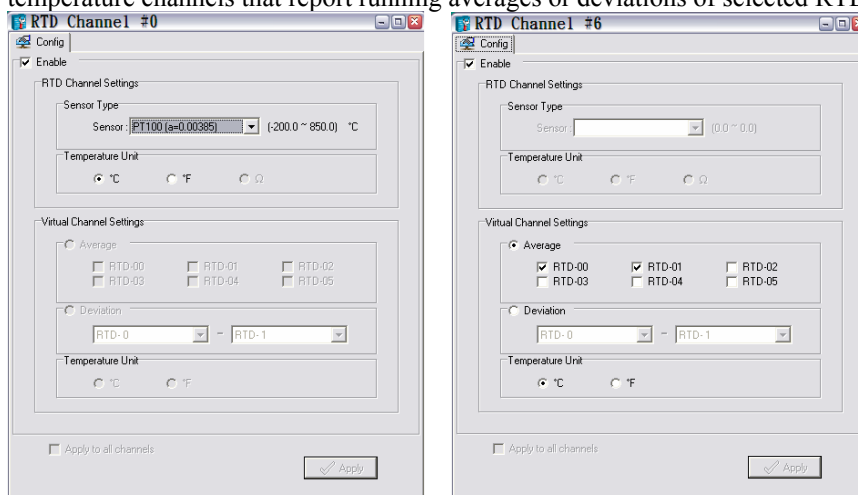 temperature channels that report running averages or deviations of selected RTD
RTD Channel #0
Config
Enable
RTD Channel Settings
Sensor Type
Sensor : PT100 (a=0.00385) (-200.0 ~ 850.0) °C
Temperature Unit
°C °F Ω
Virtual Channel Settings
Average
RTD-00 RTD-01 RTD-02
RTD-03 RTD-04 RTD-05
Deviation
RTD- 0 - RTD- 1
Temperature Unit
°C °F
Apply to all channels
Apply
RTD Channel #6
Config
Enable
RTD Channel Settings
Sensor Type
Sensor : (0.0 ~ 0.0)
Temperature Unit
°C °F Ω
Virtual Channel Settings
Average
RTD-00 RTD-01 RTD-02
RTD-03 RTD-04 RTD-05
Deviation
RTD- 0 - RTD- 1
Temperature Unit
°C °F
Apply to all channels
Apply